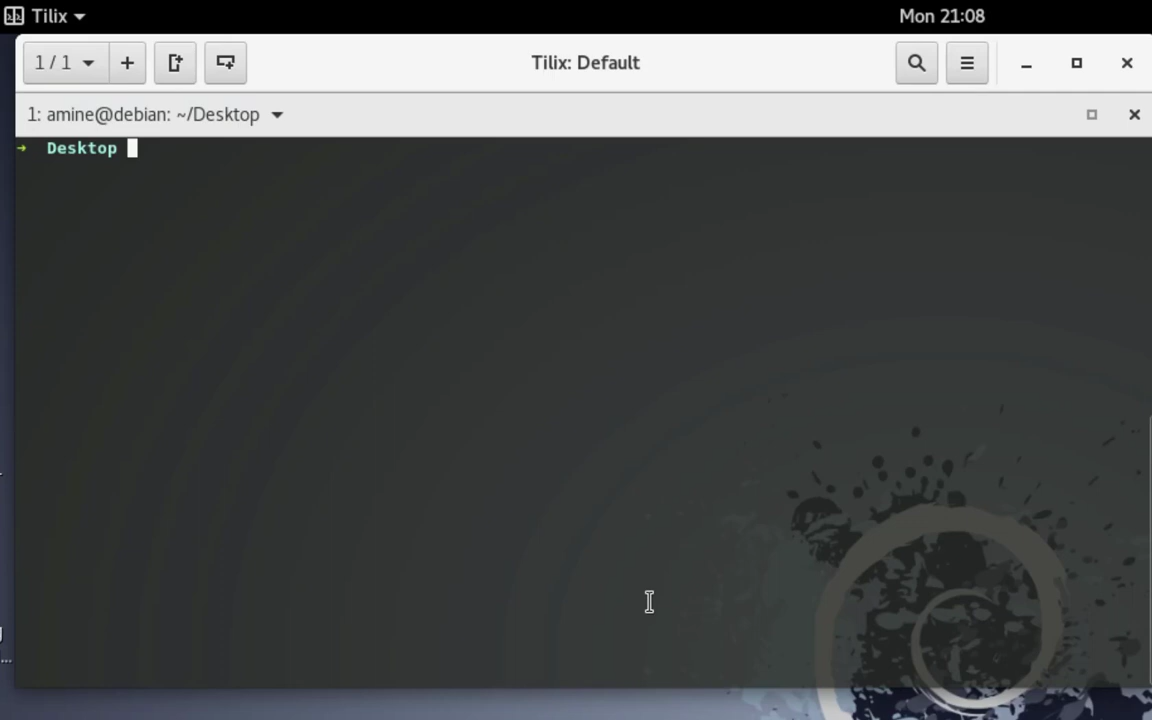 Tilix
Mon 21:08
1 / 1
Tilix: Default
1: amine@debian: ~/Desktop
➜ Desktop